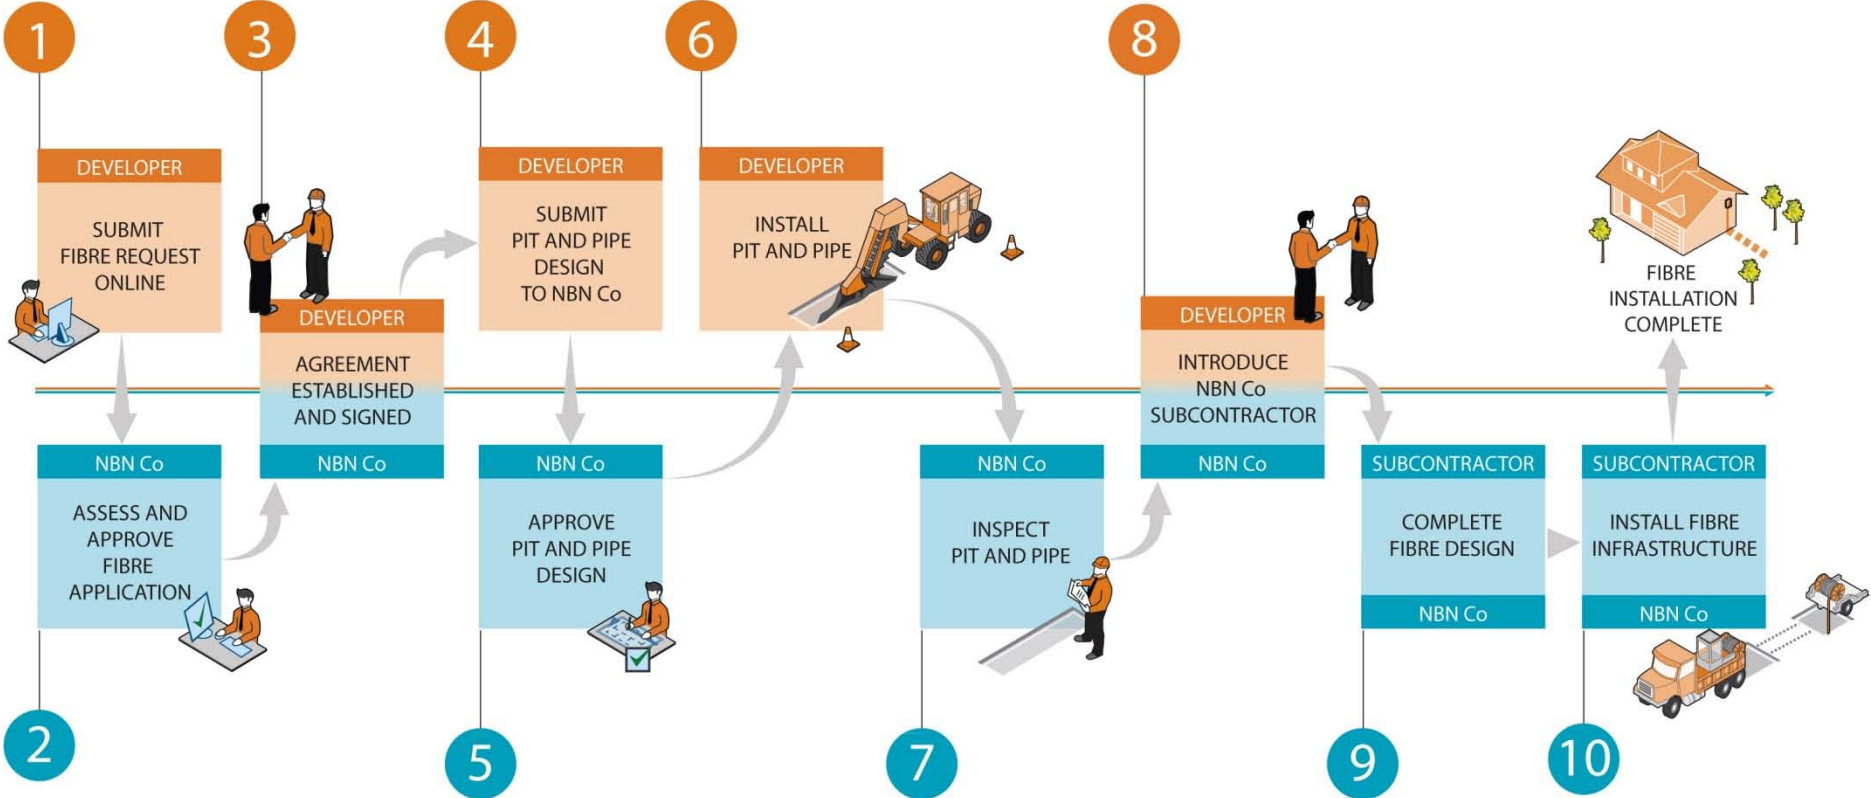 1
DEVELOPER
SUBMIT
FIBRE REQUEST
ONLINE
2
NBN Co
ASSESS AND
APPROVE
FIBRE
APPLICATION
3
DEVELOPER
AGREEMENT
ESTABLISHED
AND SIGNED
NBN Co
4
DEVELOPER
SUBMIT
PIT AND PIPE
DESIGN
TO NBN Co
5
NBN Co
APPROVE
PIT AND PIPE
DESIGN
6
DEVELOPER
INSTALL
PIT AND PIPE
7
NBN Co
INSPECT
PIT AND PIPE
8
DEVELOPER
INTRODUCE
NBN Co
SUBCONTRACTOR
NBN Co
9
SUBCONTRACTOR
COMPLETE
FIBRE DESIGN
NBN Co
10
SUBCONTRACTOR
INSTALL FIBRE
INFRASTRUCTURE
NBN Co
FIBRE
INSTALLATION
COMPLETE